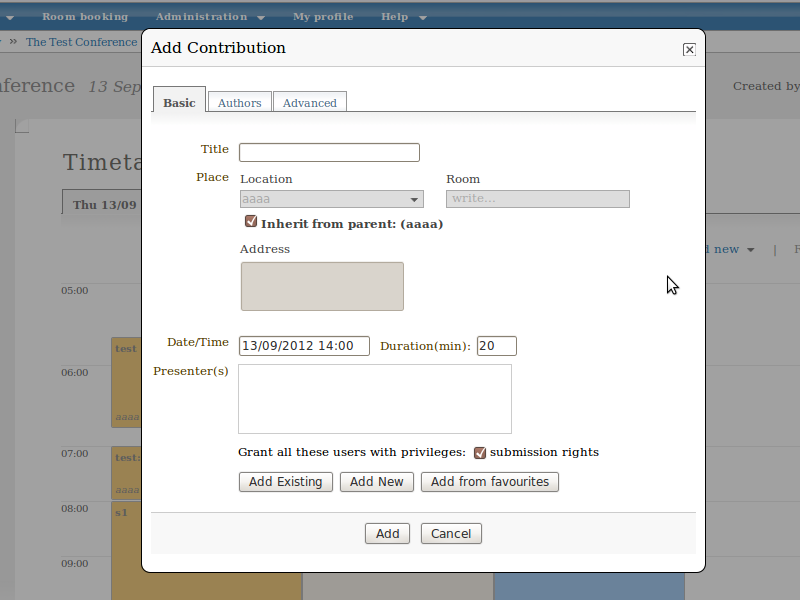 Room booking Administration My profile Help
» The Test Conference
Add Contribution
ference 13 Sep
Created by
Basic Authors Advanced
Title
Timeta
Place Location Room
aaaa write...
Thu 13/09
Inherit from parent: (aaaa)
Address
new | F
05:00
Date/Time 13/09/2012 14:00 Duration(min): 20
test
06:00
Presenter(s)
aaaa
07:00
test:
Grant all these users with privileges: submission rights
aaaa
Add Existing Add New Add from favourites
08:00
s1
Add Cancel
09:00